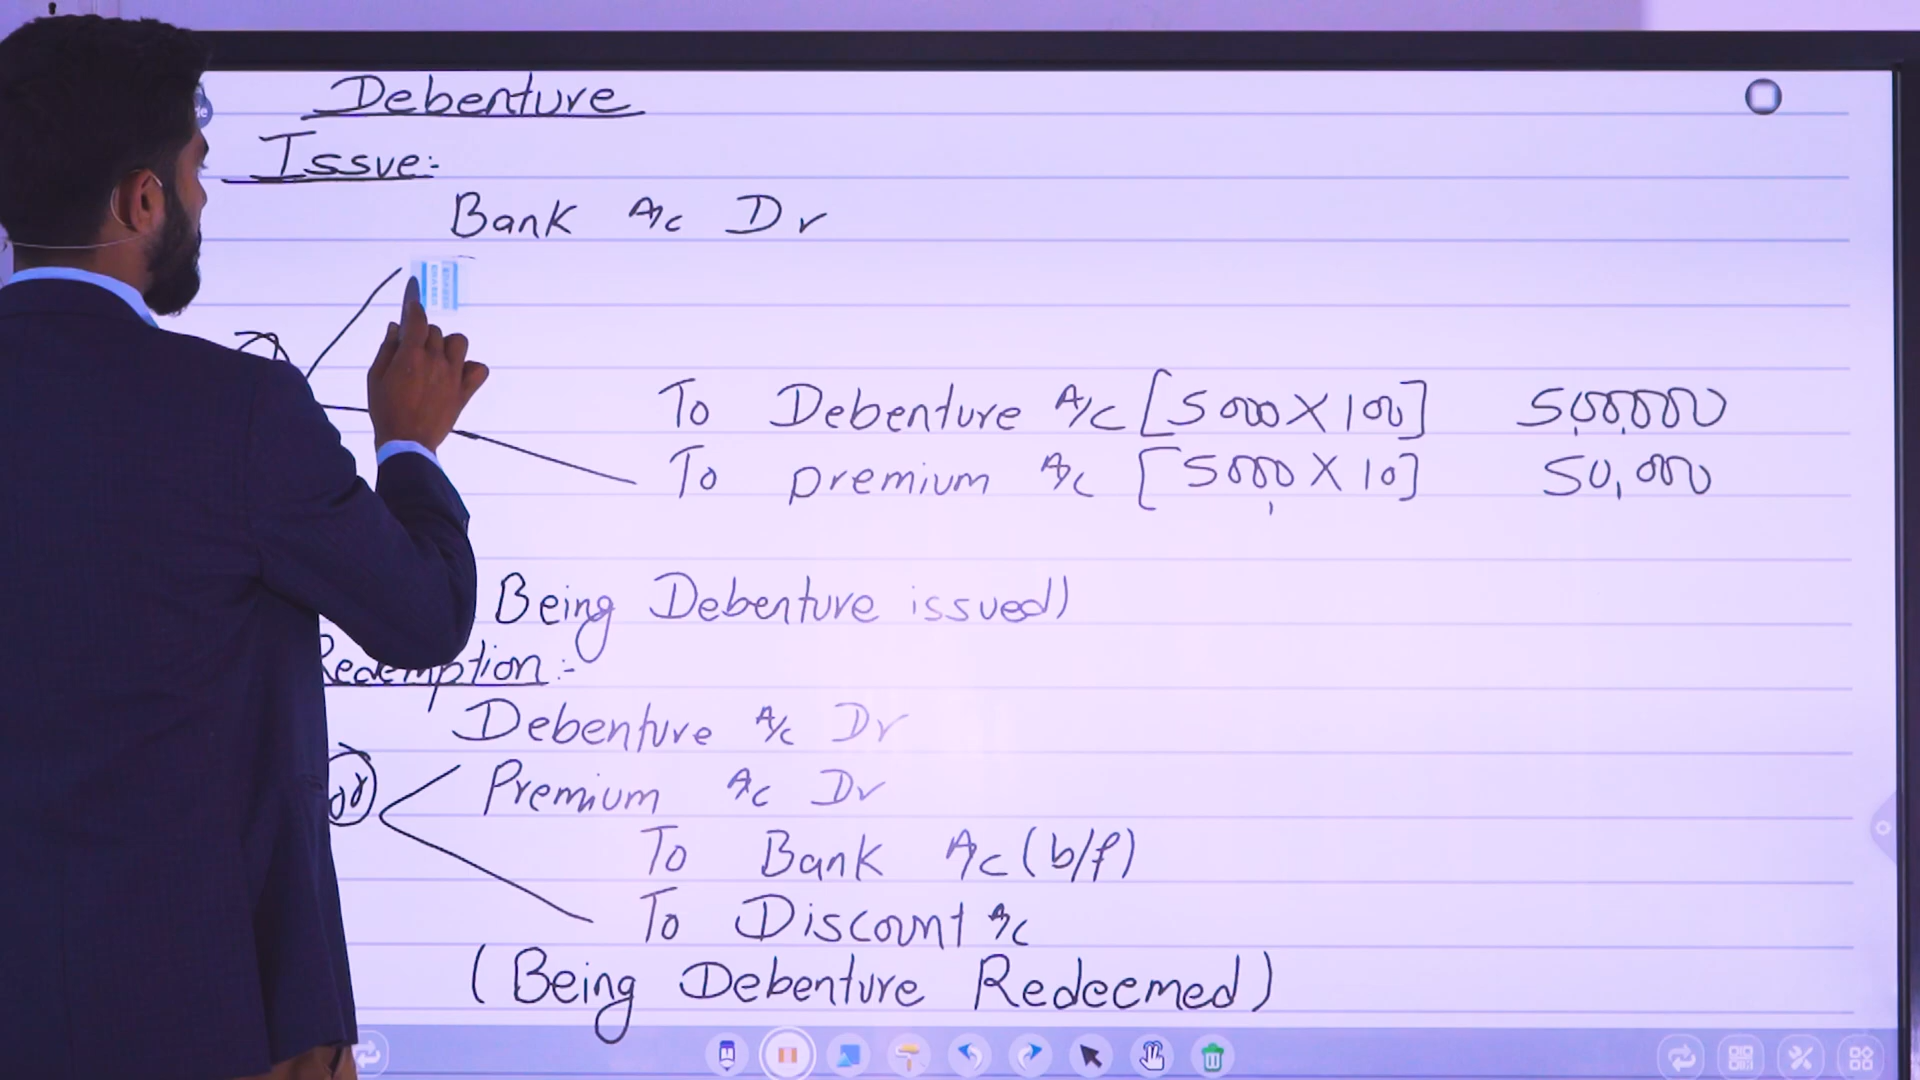 Debenture
Issue:-
Bank A/c Dr
To Debenture A/c [5000 X 100] 5,00,000
To premium A/c [5000 X 10] 50,000
Being Debenture issued)
Redemption:-
Debenture A/c Dr
Premium A/c Dr
To Bank A/c (b/f)
To Discount A/c
(Being Debenture Redeemed)